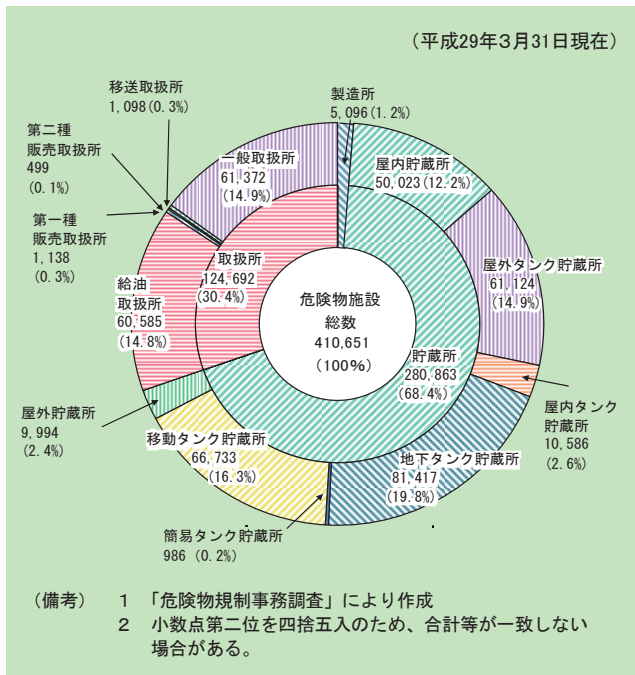 (平成29年3月31日現在)
製造所
5,096(1.2%)
屋内貯蔵所
50,023(12.2%)
屋外タンク貯蔵所
61,124
(14.9%)
屋内タンク
貯蔵所
10,586
(2.6%)
地下タンク貯蔵所
81,417
(19.8%)
簡易タンク貯蔵所
986(0.2%)
移動タンク貯蔵所
66,733
(16.3%)
屋外貯蔵所
9,994
(2.4%)
給油
取扱所
60,585
(14.8%)
第一種
販売取扱所
1,138
(0.3%)
第二種
販売取扱所
499
(0.1%)
移送取扱所
1,098(0.3%)
一般取扱所
61,372
(14.9%)
取扱所
124,692
(30.4%)
貯蔵所
280,863
(68.4%)
危険物施設
総数
410,651
(100%)
(備考) 1 「危険物規制事務調査」により作成
2 小数点第二位を四捨五入のため、合計等が一致しない
場合がある。